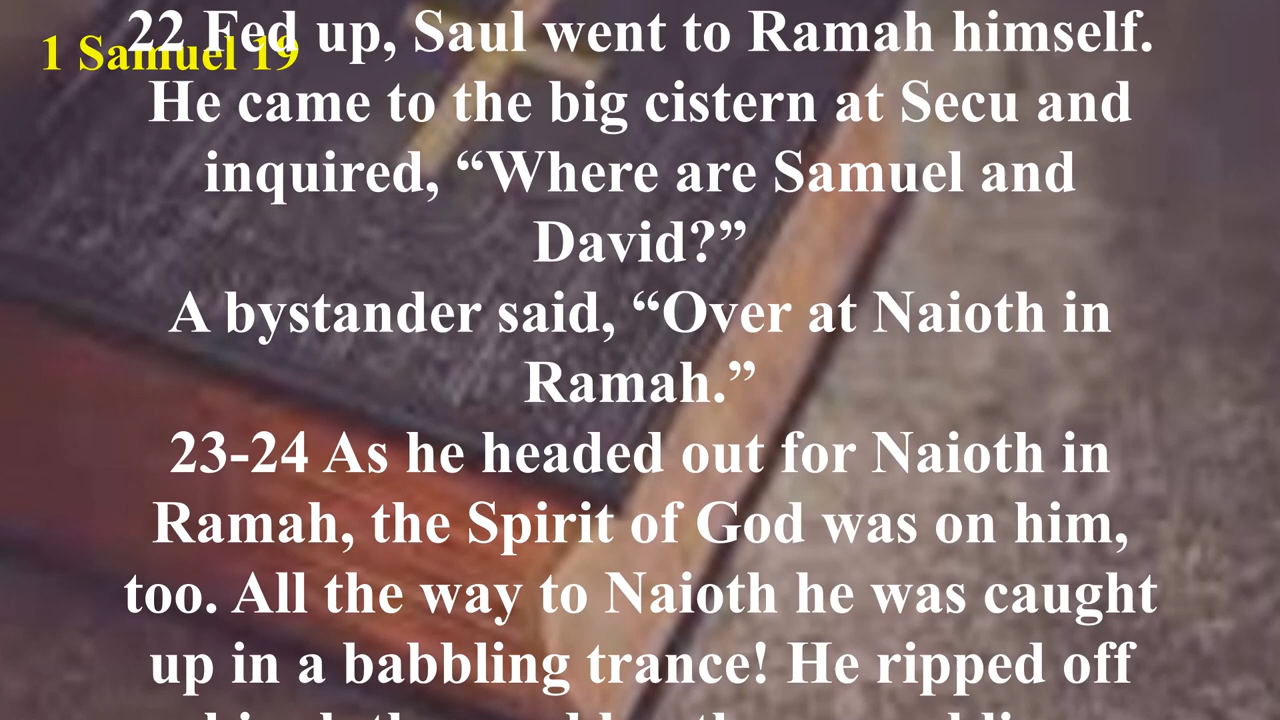 1 Samuel 19
22 Fed up, Saul went to Ramah himself.
He came to the big cistern at Secu and
inquired, “Where are Samuel and
David?”
A bystander said, “Over at Naioth in
Ramah.”
23-24 As he headed out for Naioth in
Ramah, the Spirit of God was on him,
too. All the way to Naioth he was caught
up in a babbling trance! He ripped off